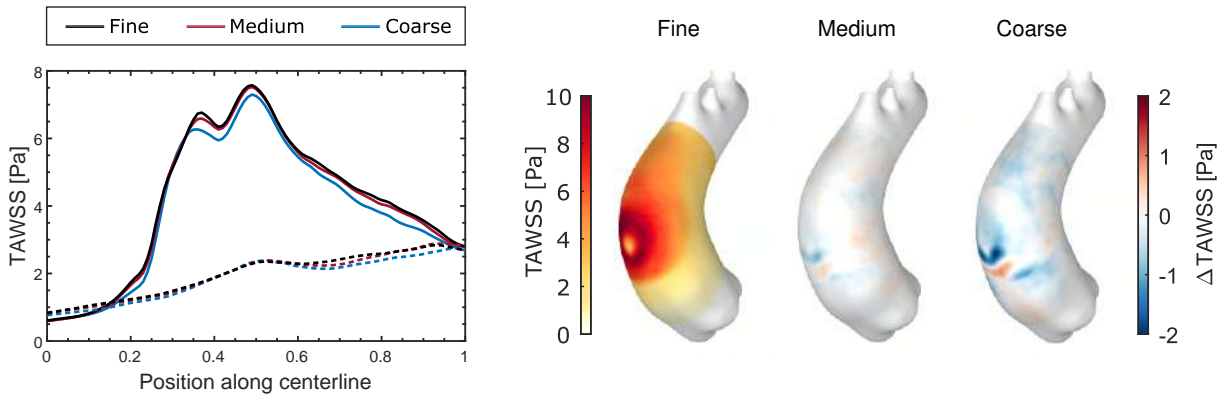 Fine Medium Coarse
8
6
4
2
0
TAWSS [Pa]
0 0.2 0.4 0.6 0.8 1
Position along centerline
Fine Medium Coarse
10
8
6
4
2
0
TAWSS [Pa]
2
1
0
-1
-2
Δ TAWSS [Pa]